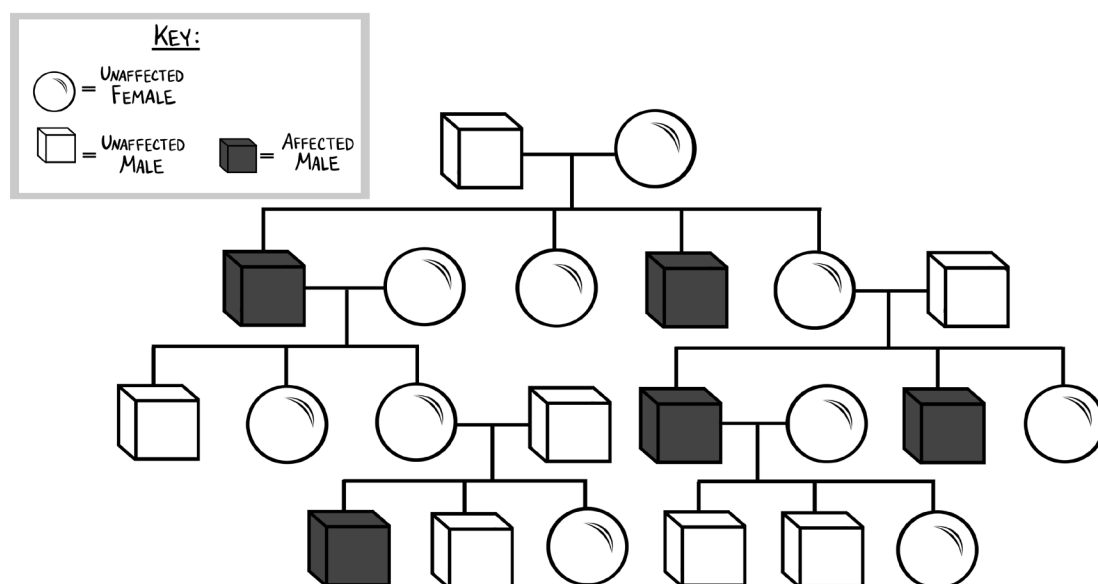 KEY:
= UNAFFECTED
FEMALE
= UNAFFECTED
MALE
= AFFECTED
MALE